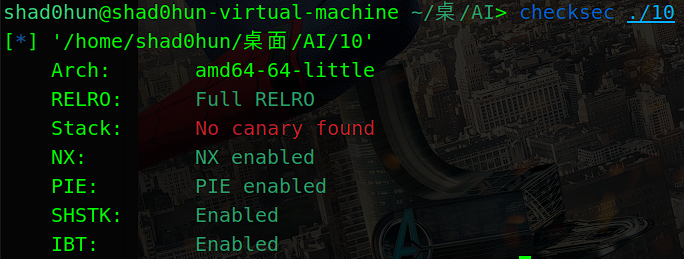 shad0hun@shad0hun-virtual-machine ~/桌/AI> checksec ./10
[*] '/home/shad0hun/桌面/AI/10'
Arch: amd64-64-little
RELRO: Full RELRO
Stack: No canary found
NX: NX enabled
PIE: PIE enabled
SHSTK: Enabled
IBT: Enabled